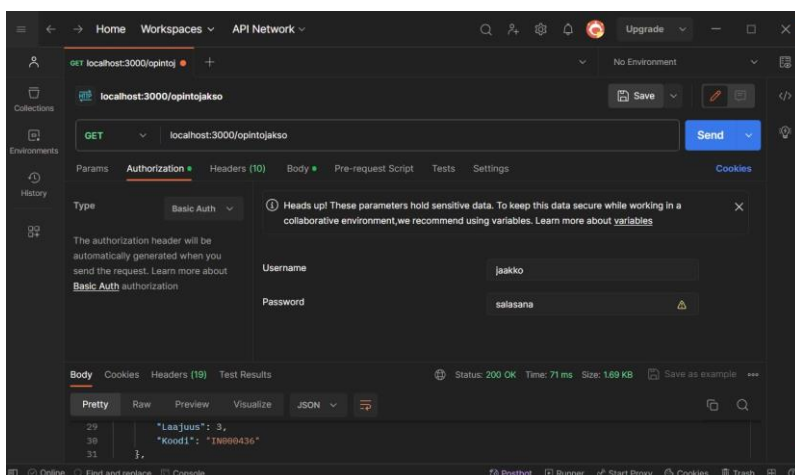 Home Workspaces API Network Upgrade
GET localhost:3000/opintoj No Environment
localhost:3000/opintojakso Save
Collections
GET localhost:3000/opintojakso Send
Environments
Params Authorization Headers (10) Body Pre-request Script Tests Settings Cookies
History
Type Basic Auth
Heads up! These parameters hold sensitive data. To keep this data secure while working in a
collaborative environment,we recommend using variables. Learn more about variables
The authorization header will be
automatically generated when you
send the request. Learn more about
Basic Auth authorization
Username jaakko
Password salasana
Body Cookies Headers (19) Test Results Status: 200 OK Time: 71 ms Size: 1.69 KB Save as example
Pretty Raw Preview Visualize JSON
29 "Laajuus": 3,
30 "Koodi": "IN000436"
31 },
Online Find and replace Console Postbot Runner Start Proxy Cookies Trash